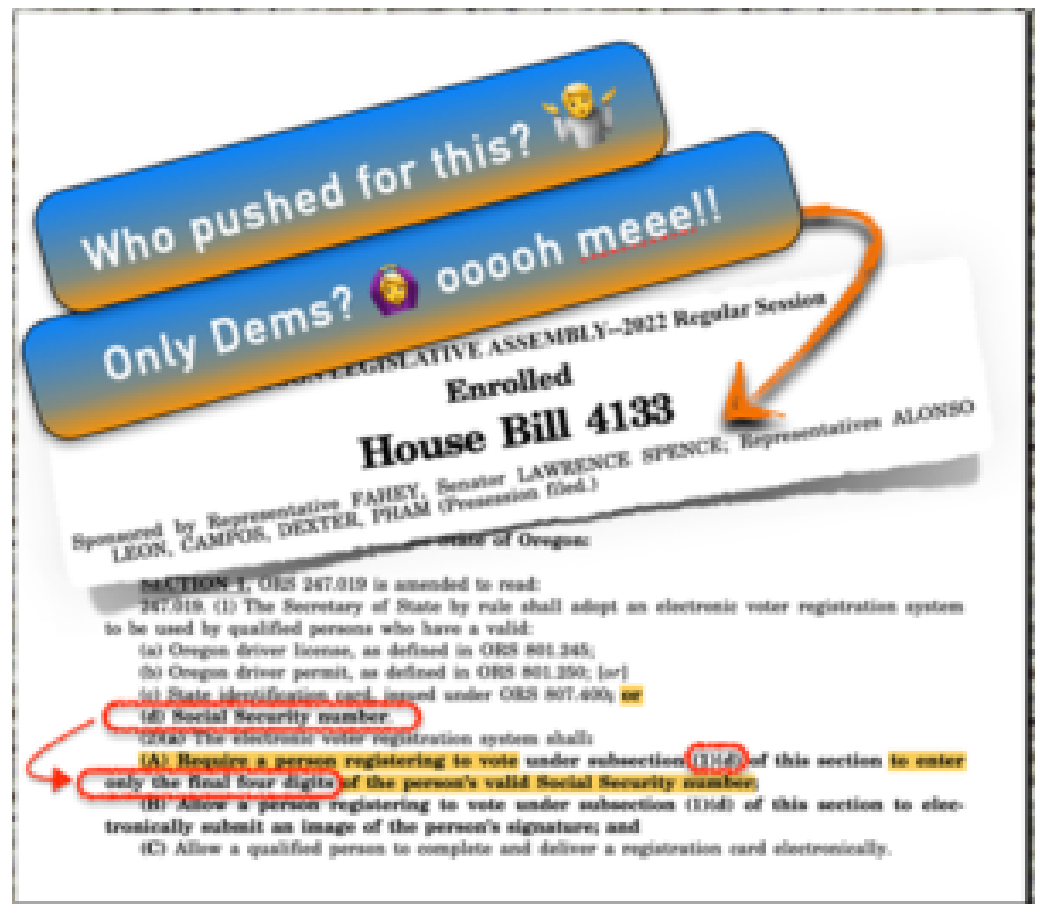 Who pushed for this? 🤷
Only Dems? 🙆 ooooh meee!!
LEGISLATIVE ASSEMBLY--2022 Regular Session
Enrolled
House Bill 4133
Sponsored by Representative FAHEY, Senator LAWRENCE SPENCE; Representatives ALONSO
LEON, CAMPOS, DEXTER, PHAM (Presession filed.)
State of Oregon:
SECTION 1. ORS 247.019 is amended to read:
247.019. (1) The Secretary of State by rule shall adopt an electronic voter registration system
to be used by qualified persons who have a valid:
(a) Oregon driver license, as defined in ORS 801.245;
(b) Oregon driver permit, as defined in ORS 801.250; [or]
(c) State identification card, issued under ORS 807.400; or
(d) Social Security number.
(2)(a) The electronic voter registration system shall:
(A) Require a person registering to vote under subsection (1)(d) of this section to enter
only the final four digits of the person's valid Social Security number;
(B) Allow a person registering to vote under subsection (1)(d) of this section to elec-
tronically submit an image of the person's signature; and
(C) Allow a qualified person to complete and deliver a registration card electronically.